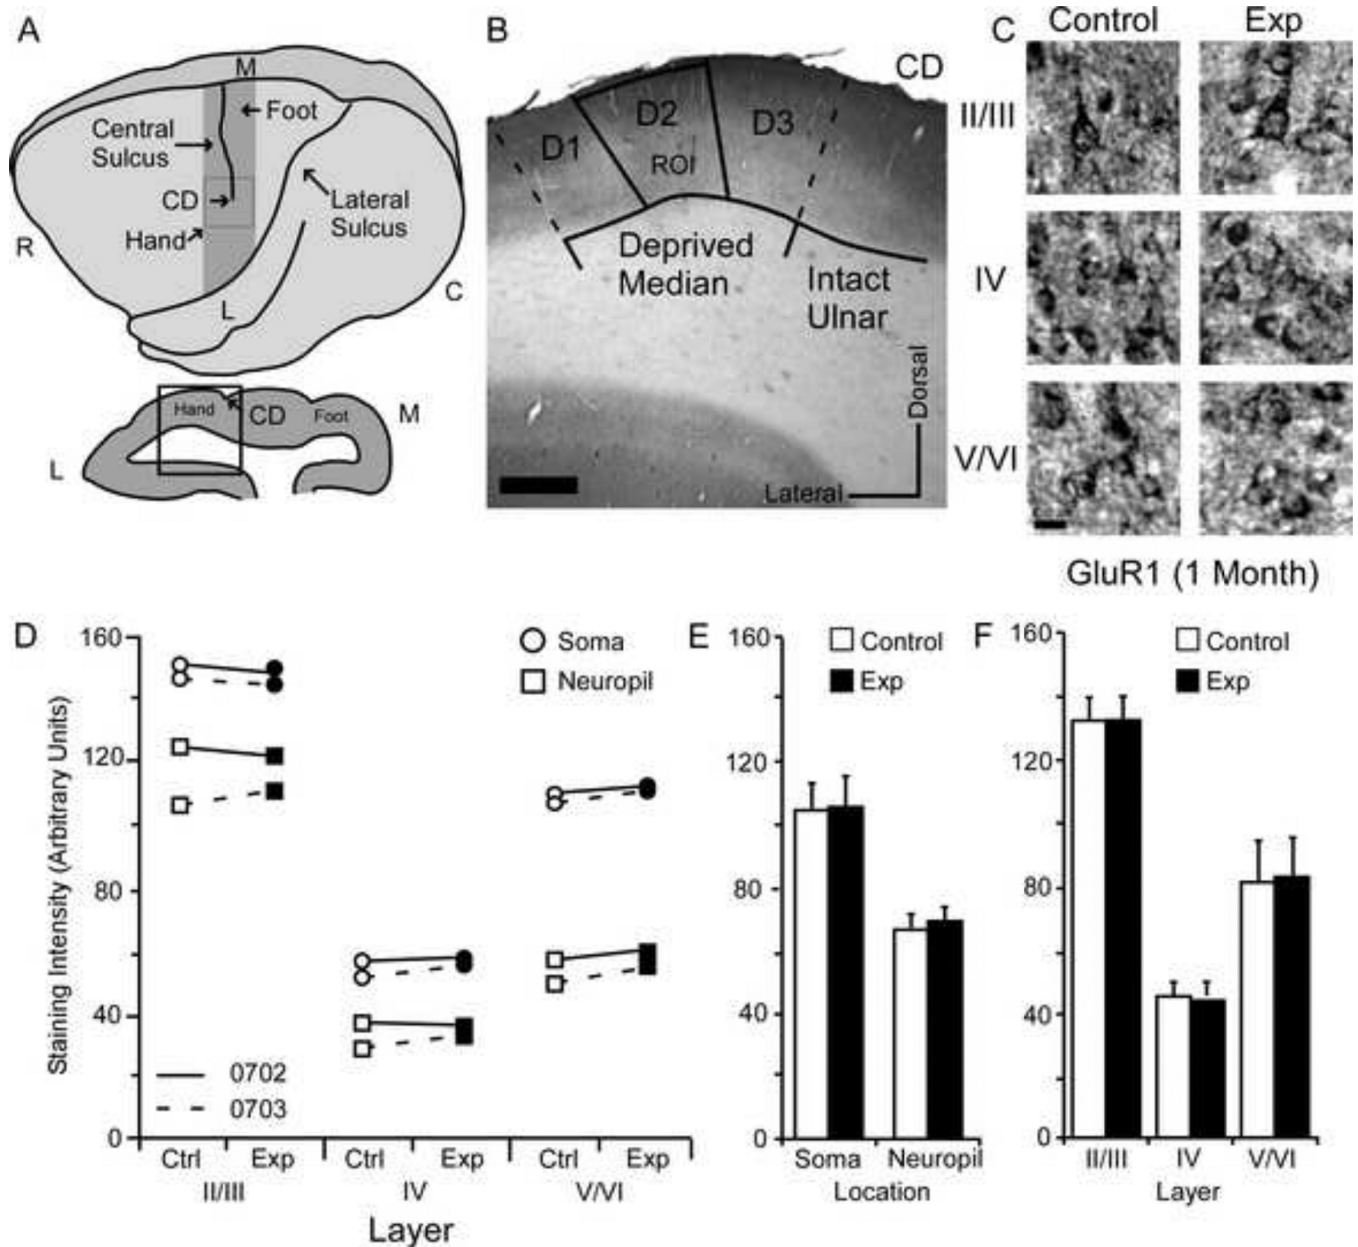 A
M
Foot
Central
Sulcus
CD
Lateral
Sulcus
Hand
R
L
C
Hand
CD
Foot
M
L
B
CD
D1
D2
D3
ROI
Deprived
Median
Intact
Ulnar
Dorsal
Lateral
C
Control Exp
II/III
IV
V/VI
GluR1 (1 Month)
D
160
120
80
40
0
Staining Intensity (Arbitrary Units)
Soma
Neuropil
0702
0703
Ctrl Exp Ctrl Exp Ctrl Exp
II/III IV V/VI
Layer
E
160
120
80
40
0
Control
Exp
Soma Neuropil
Location
F
160
120
80
40
0
Control
Exp
II/III IV V/VI
Layer